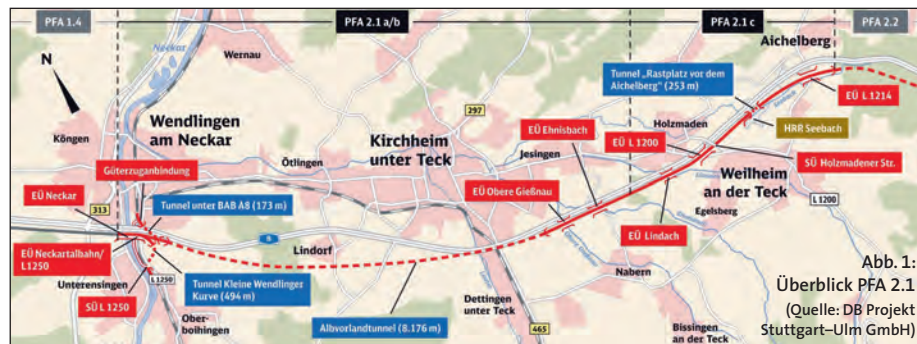 PFA 1.4
PFA 2.1 a/b
PFA 2.1 c
PFA 2.2
Neckar
Wernau
Aichelberg
N
Tunnel „Rastplatz vor dem
Aichelberg“ (253 m)
EÜ L 1214
Wendlingen
am Neckar
297
Köngen
Kirchheim
unter Teck
EÜ Ehnisbach
Holzmaden
HRR Seebach
EÜ L 1200
Ötlingen
Jesingen
Güterzuganbindung
Weilheim
an der Teck
SÜ Holzmadener Str.
EÜ Neckar
EÜ Obere Gießnau
313
Tunnel unter BAB A8 (173 m)
L 1200
Egelsberg
8
EÜ Lindach
EÜ Neckartalbahn/
L1250
Lindorf
L 1250
Nabern
Unterensingen
Tunnel Kleine Wendlinger
Kurve (494 m)
SÜ L 1250
Ober-
boihingen
Albvorlandtunnel (8.176 m)
Dettingen
unter Teck
465
Bissingen
an der Teck
Abb. 1:
Überblick PFA 2.1
(Quelle: DB Projekt
Stuttgart–Ulm GmbH)